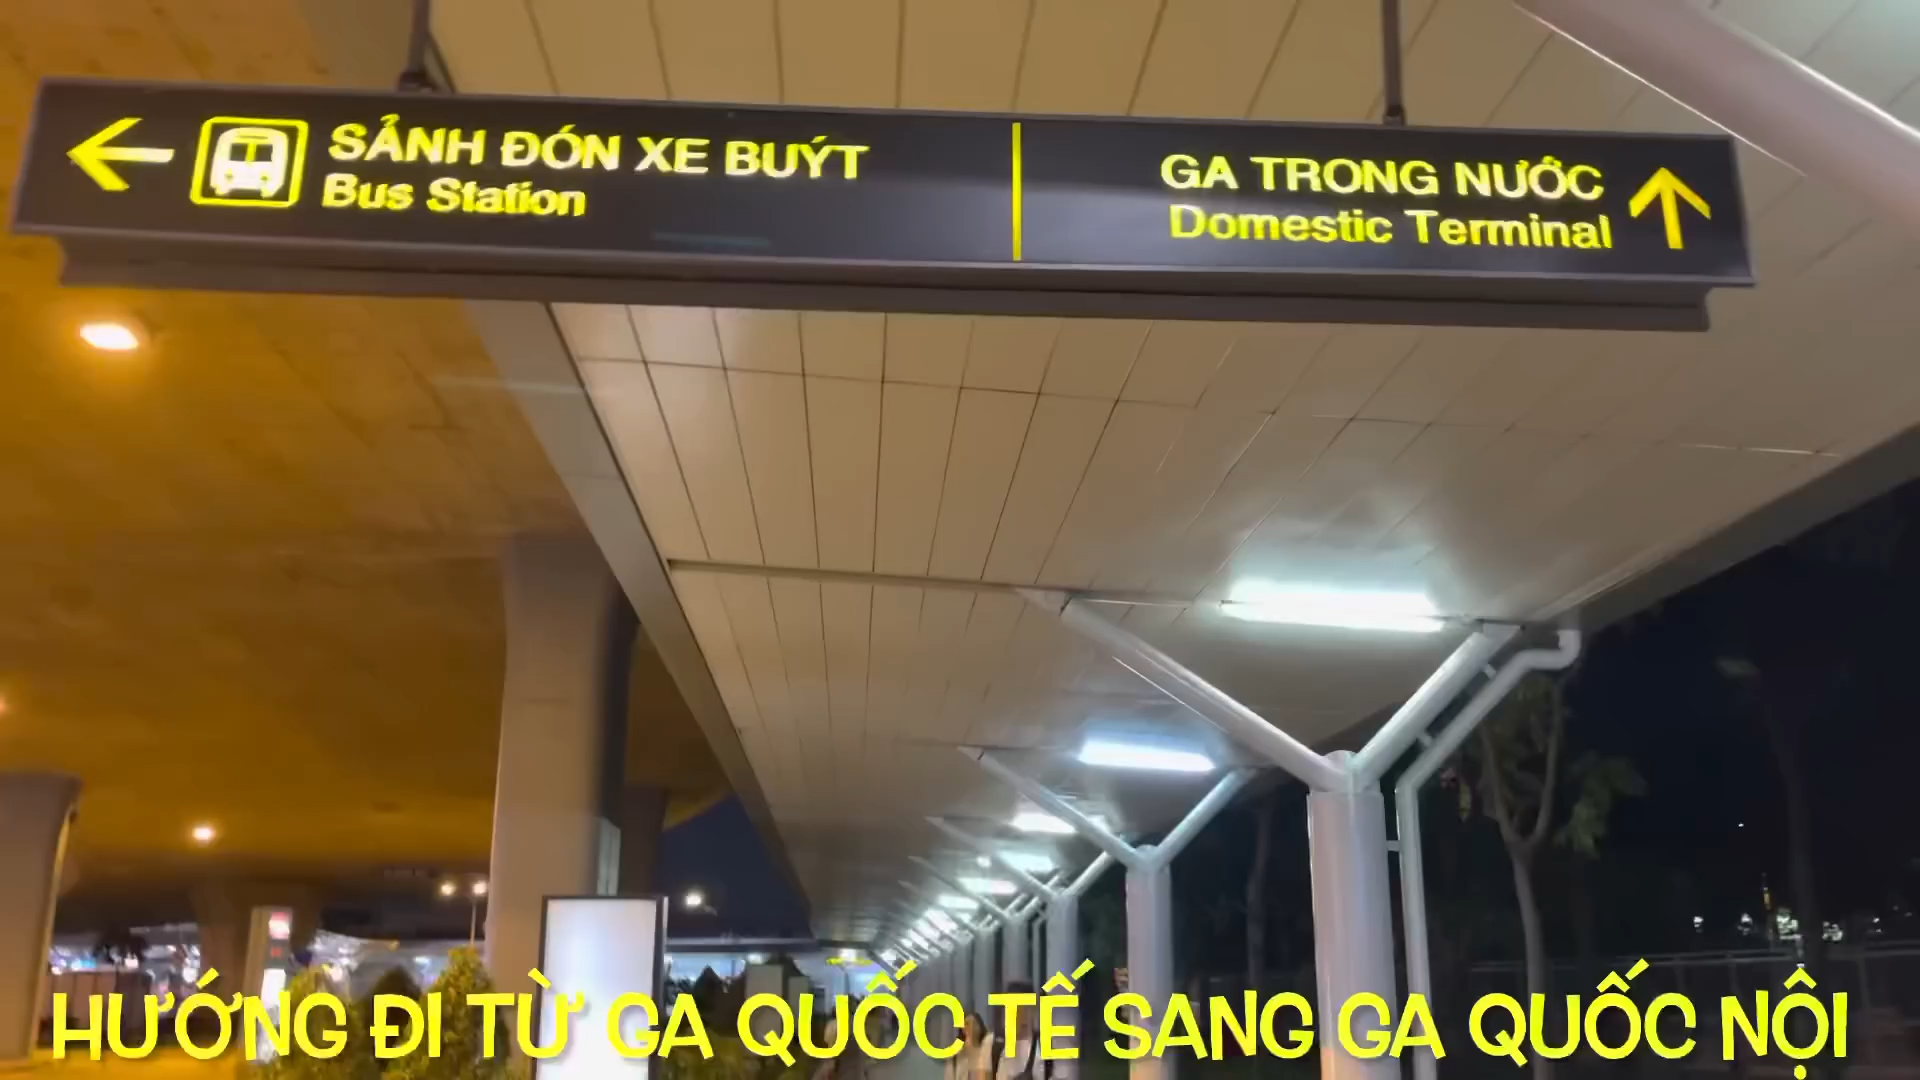 SẢNH ĐÓN XE BUÝT
Bus Station
GA TRONG NƯỚC
Domestic Terminal
HƯỚNG ĐI TỪ GA QUỐC TẾ SANG GA QUỐC NỘI